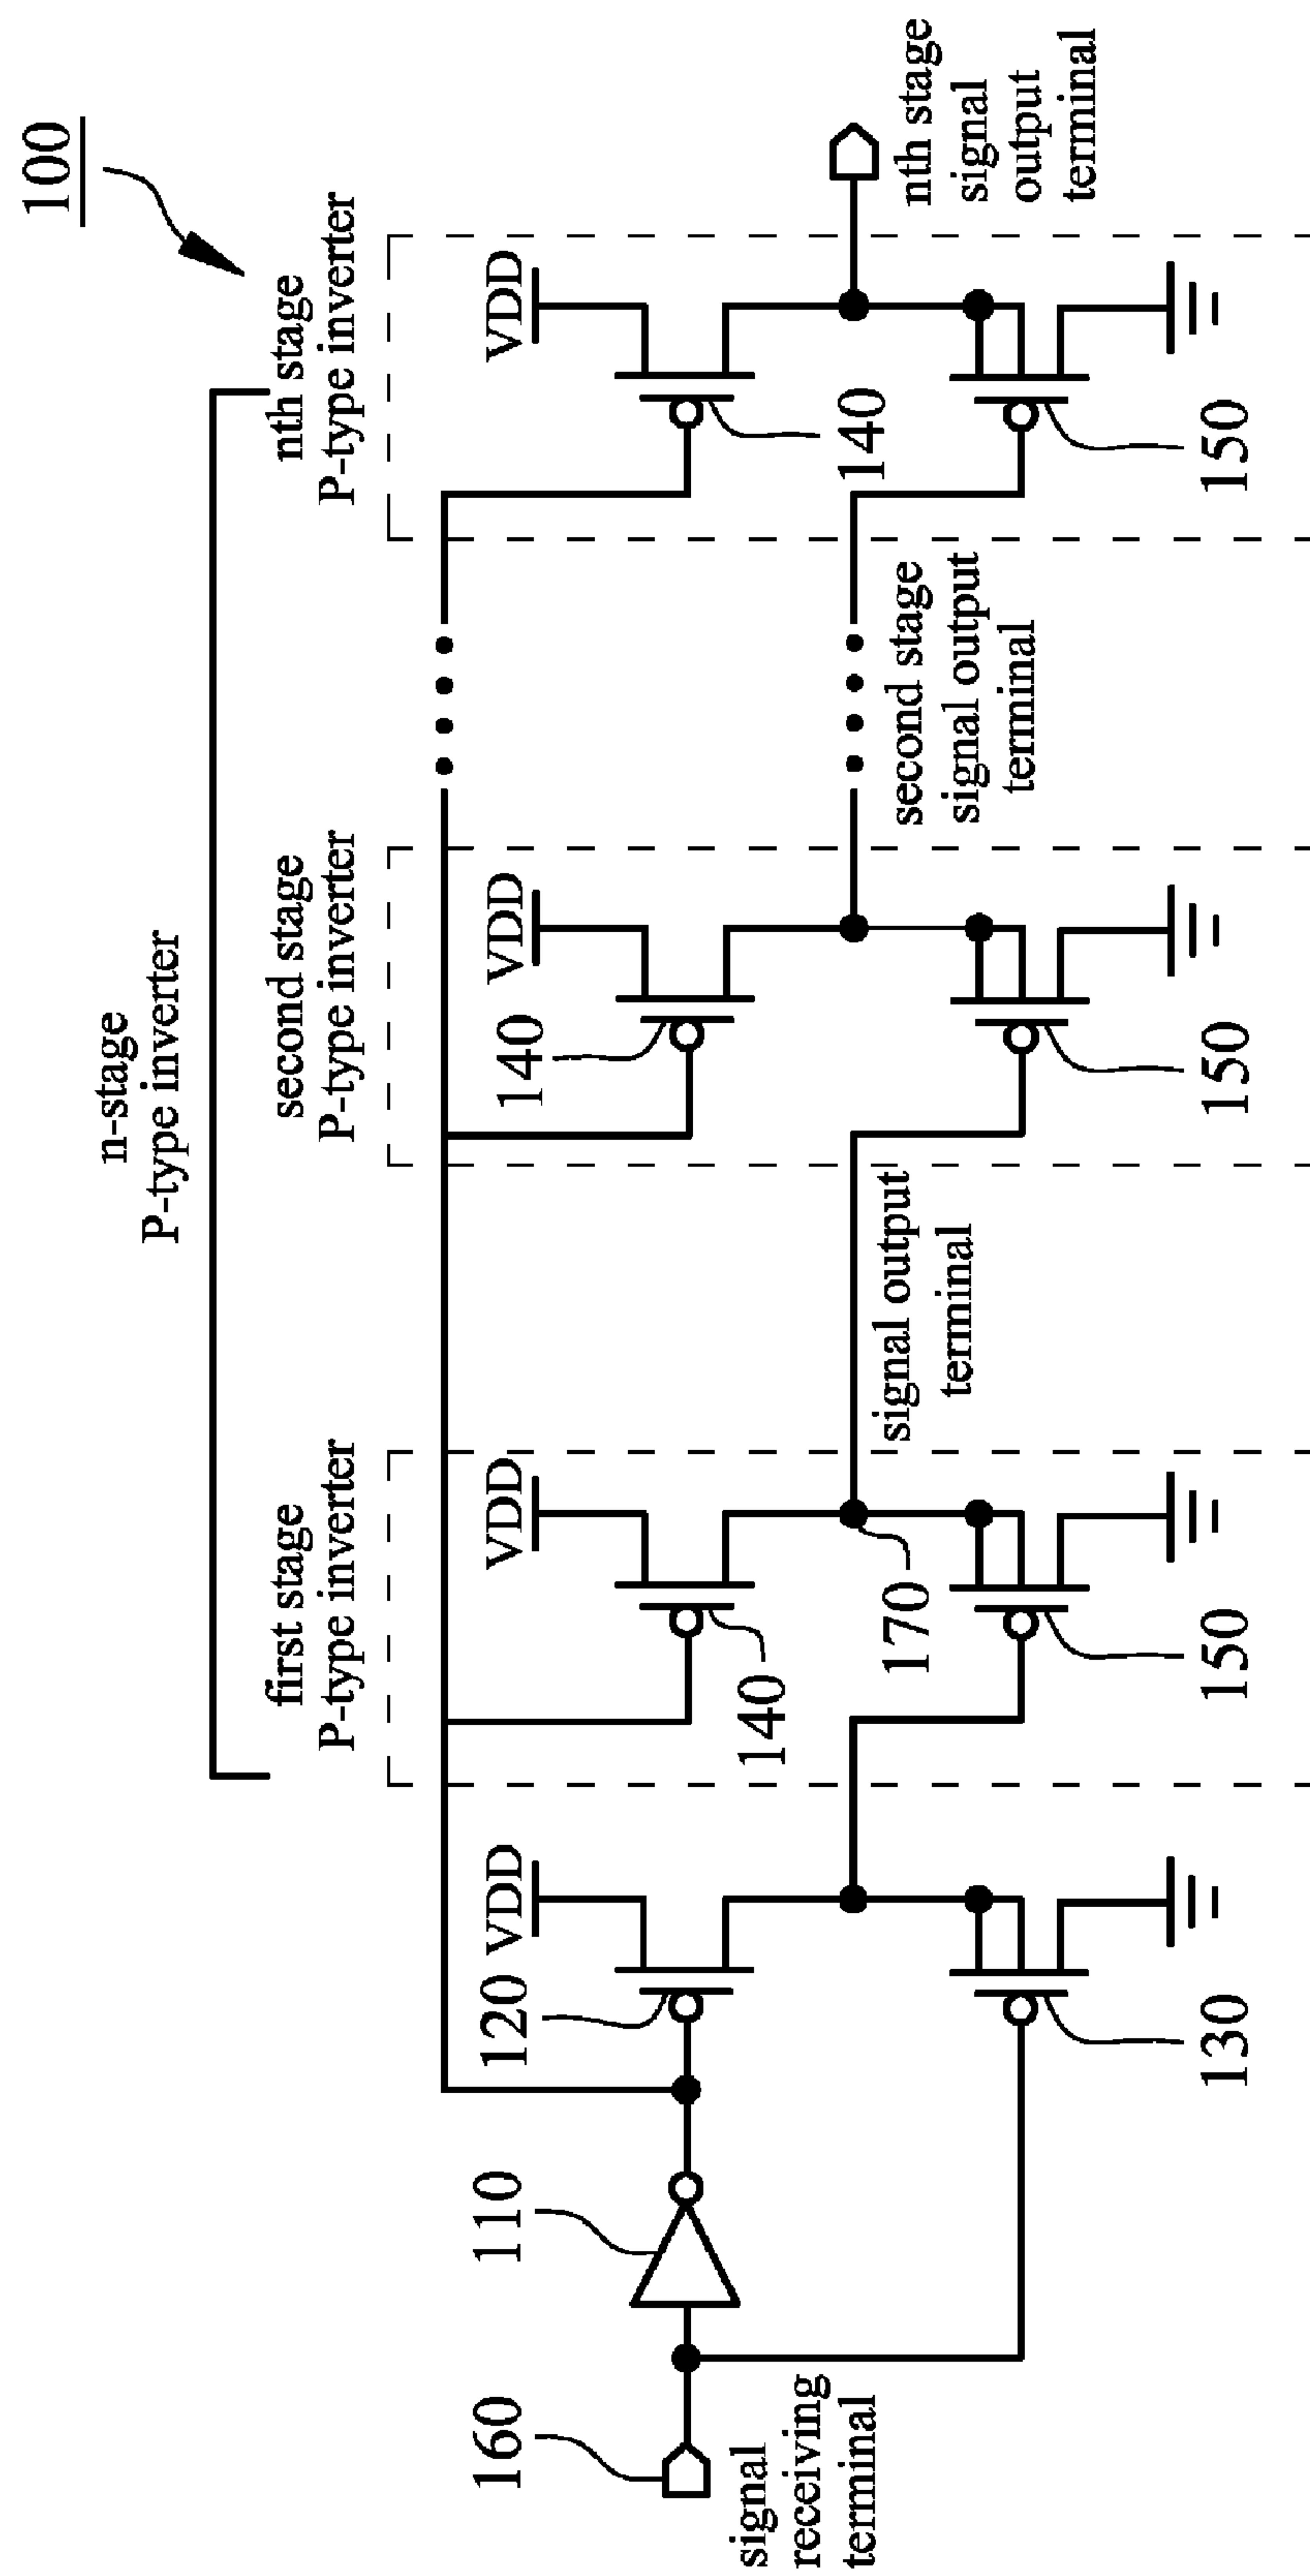 100
n-stage
P-type inverter
first stage
P-type inverter
second stage
P-type inverter
nth stage
P-type inverter
VDD
VDD
VDD
VDD
160
110
120
140
140
140
signal
receiving
terminal
170
signal output
terminal
second stage
signal output
terminal
nth stage
signal
output
terminal
130
150
150
150